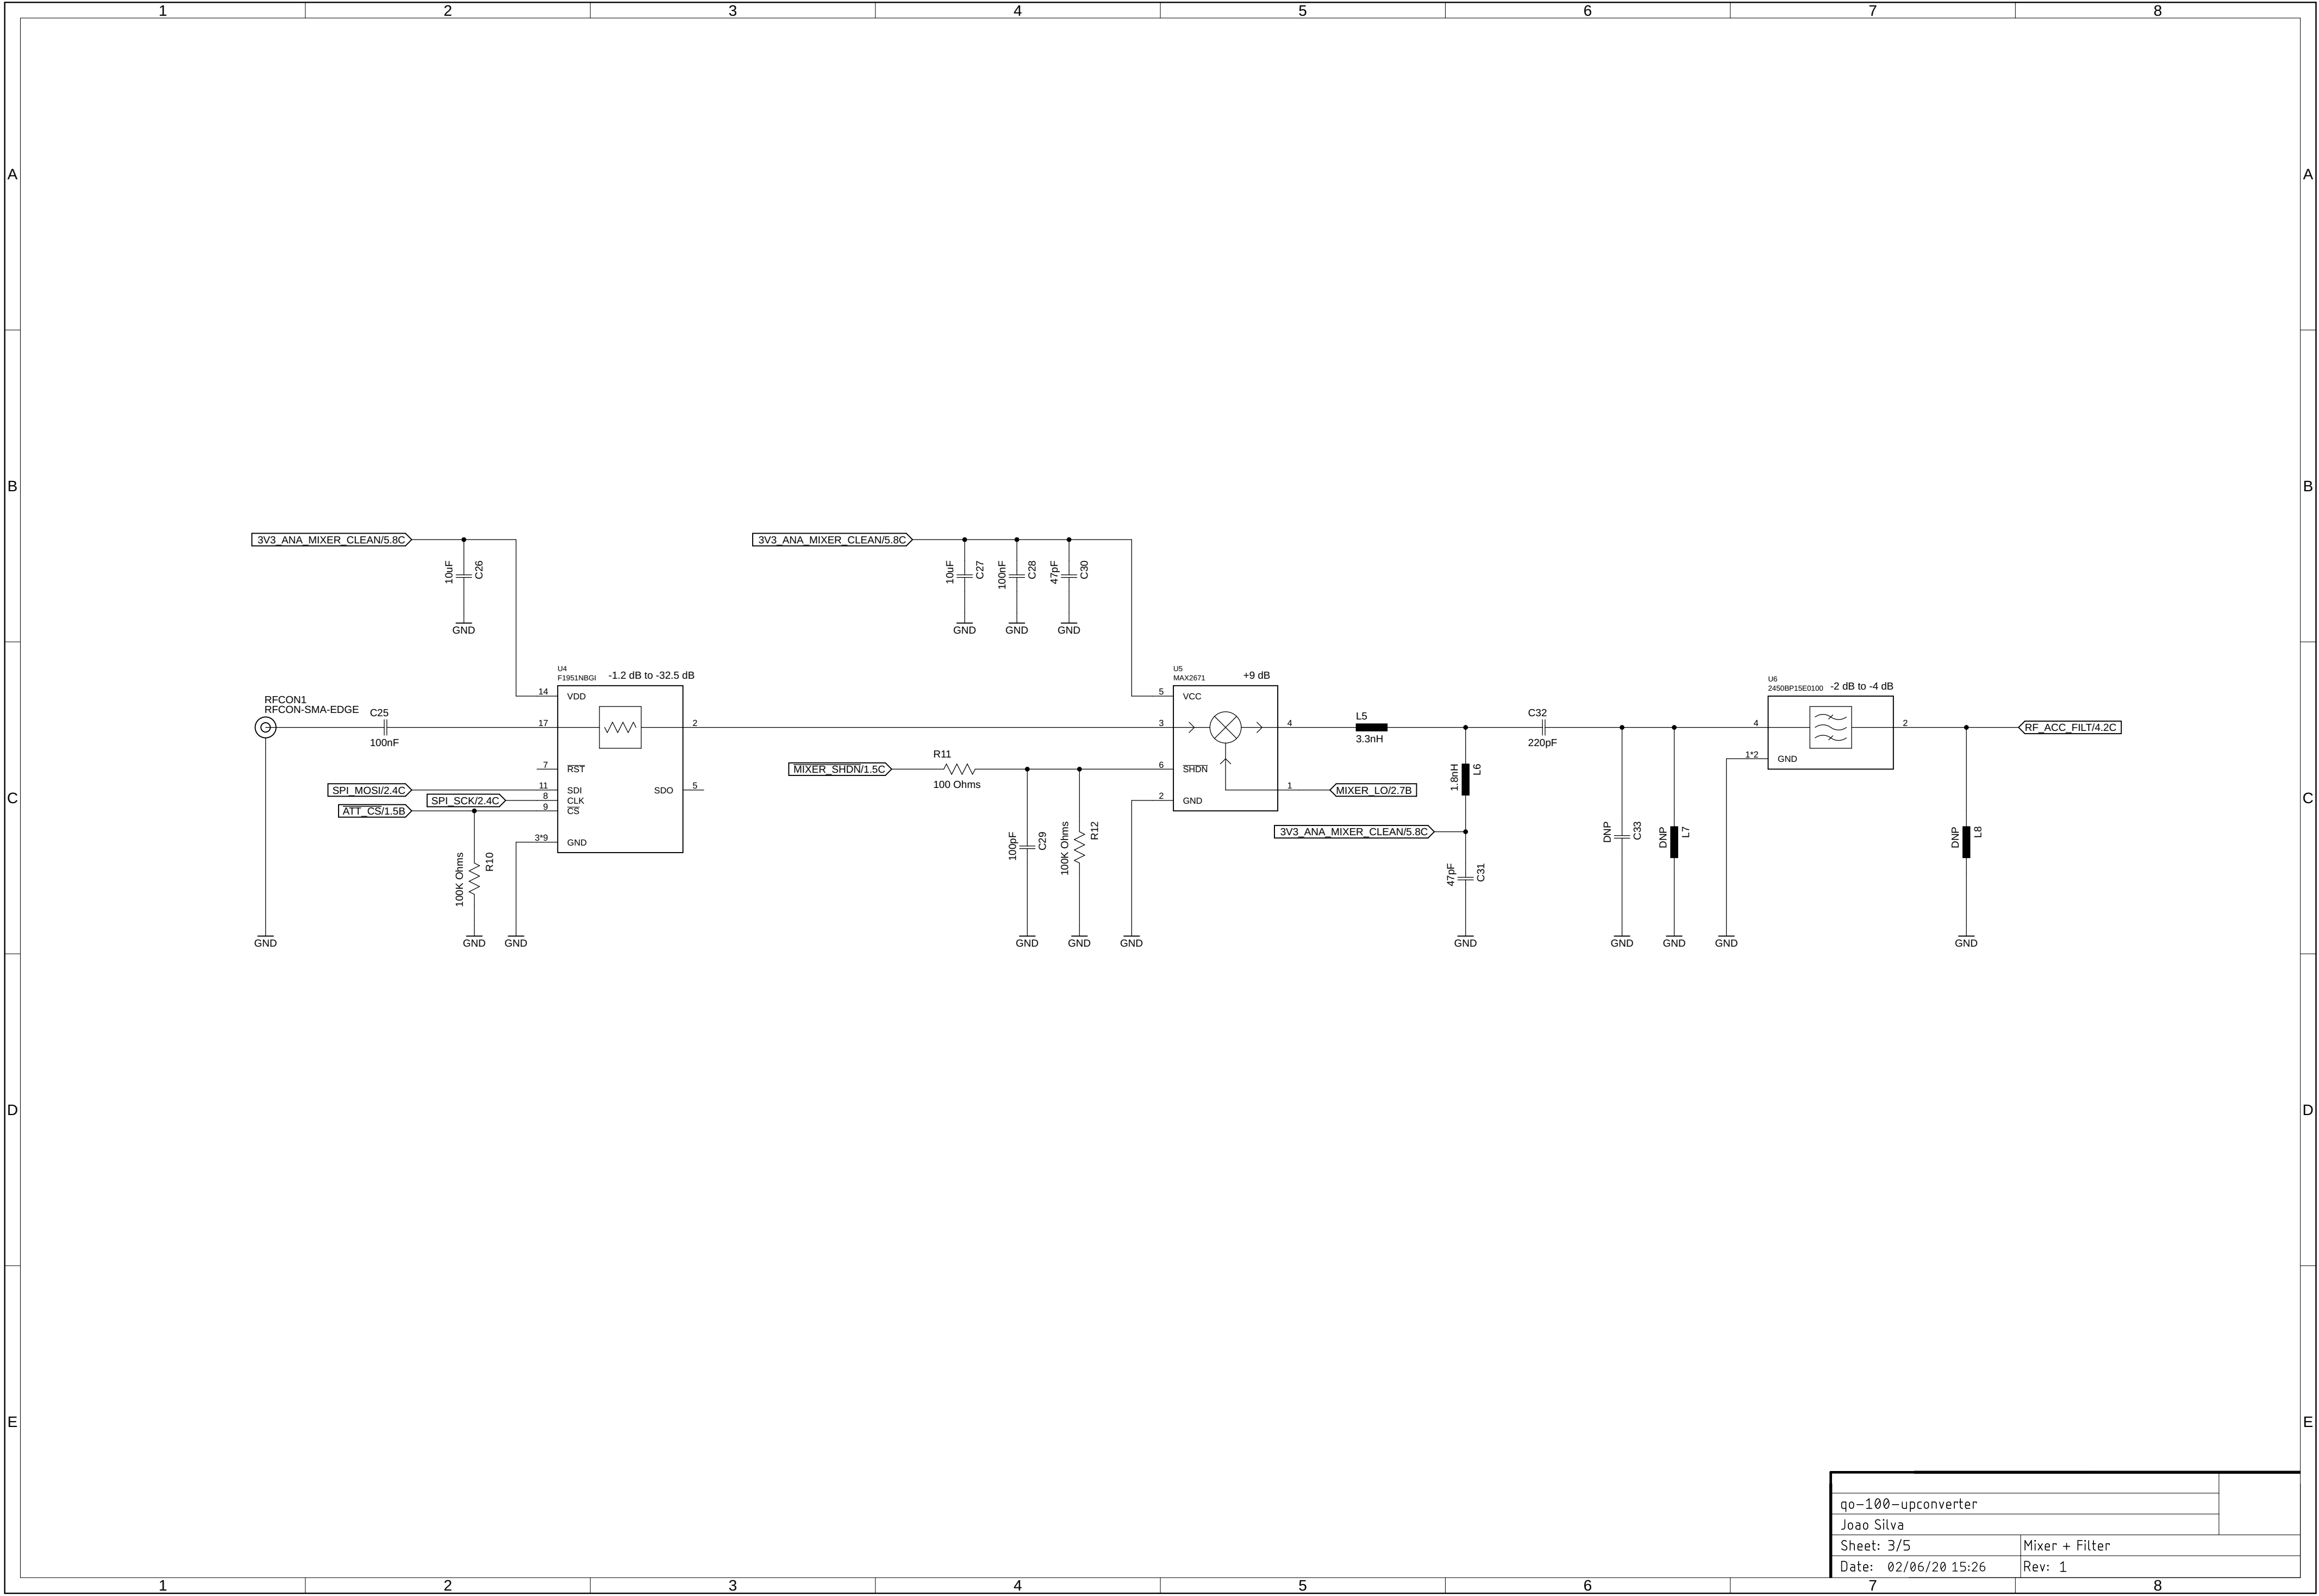 1 2 3 4 5 6 7 8
A A
B B
3V3_ANA_MIXER_CLEAN/5.8C
10uF C26
GND
3V3_ANA_MIXER_CLEAN/5.8C
10uF C27
100nF C28
47pF C30
GND GND GND
RFCON1
RFCON-SMA-EDGE
C25
100nF
GND
U4
F1951NBGI -1.2 dB to -32.5 dB
14 VDD
17 2
7 RST
11 SDI SDO 5
8 CLK
9 CS
3*9 GND
SPI_MOSI/2.4C
SPI_SCK/2.4C
ATT_CS/1.5B
100K Ohms R10
GND GND
MIXER_SHDN/1.5C
R11
100 Ohms
100pF C29
100K Ohms R12
GND GND GND
U5
MAX2671 +9 dB
5 VCC
3 4
6 SHDN
1
2 GND
MIXER_LO/2.7B
L5
3.3nH
1.8nH L6
3V3_ANA_MIXER_CLEAN/5.8C
47pF C31
GND
C32
220pF
DNP C33
DNP L7
GND GND GND
U6
2450BP15E0100 -2 dB to -4 dB
4 2
1*2 GND
DNP L8
GND
RF_ACC_FILT/4.2C
C C
D D
E E
qo-100-upconverter
Joao Silva
Sheet: 3/5 Mixer + Filter
Date: 02/06/20 15:26 Rev: 1
1 2 3 4 5 6 7 8